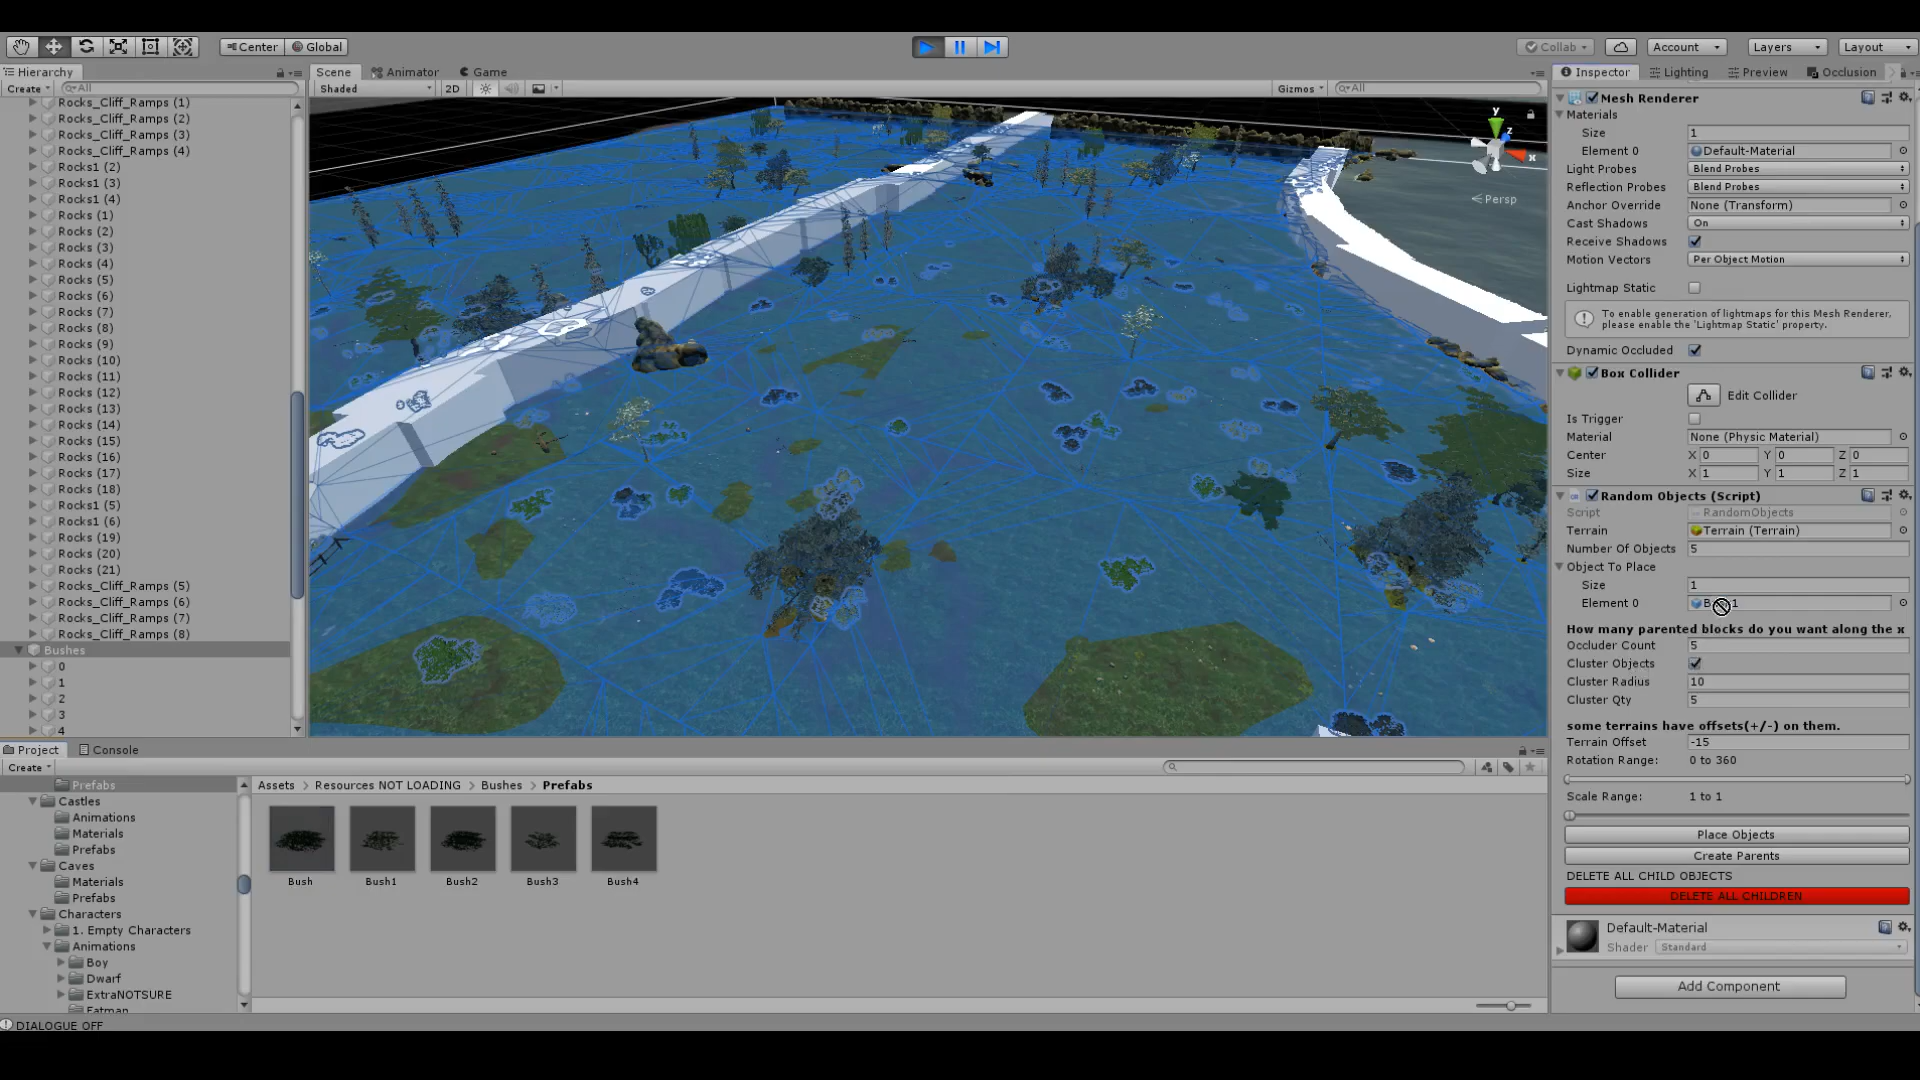 Center
Global
Collab
Account
Layers
Layout
Hierarchy
Create
All
Rocks_Cliff_Ramps (1)
Rocks_Cliff_Ramps (2)
Rocks_Cliff_Ramps (3)
Rocks_Cliff_Ramps (4)
Rocks1 (2)
Rocks1 (3)
Rocks1 (4)
Rocks (1)
Rocks (2)
Rocks (3)
Rocks (4)
Rocks (5)
Rocks (6)
Rocks (7)
Rocks (8)
Rocks (9)
Rocks (10)
Rocks (11)
Rocks (12)
Rocks (13)
Rocks (14)
Rocks (15)
Rocks (16)
Rocks (17)
Rocks (18)
Rocks1 (5)
Rocks1 (6)
Rocks (19)
Rocks (20)
Rocks (21)
Rocks_Cliff_Ramps (5)
Rocks_Cliff_Ramps (6)
Rocks_Cliff_Ramps (7)
Rocks_Cliff_Ramps (8)
Bushes
0
1
2
3
4
Scene
Animator
Game
Shaded
2D
Gizmos
All
y
z
x
Persp
Inspector
Lighting
Preview
Occlusion
Mesh Renderer
Materials
Size 1
Element 0 Default-Material
Light Probes Blend Probes
Reflection Probes Blend Probes
Anchor Override None (Transform)
Cast Shadows On
Receive Shadows
Motion Vectors Per Object Motion
Lightmap Static
To enable generation of lightmaps for this Mesh Renderer,
please enable the 'Lightmap Static' property.
Dynamic Occluded
Box Collider
Edit Collider
Is Trigger
Material None (Physic Material)
Center X 0 Y 0 Z 0
Size X 1 Y 1 Z 1
Random Objects (Script)
Script RandomObjects
Terrain Terrain (Terrain)
Number Of Objects 5
Object To Place
Size 1
Element 0
How many parented blocks do you want along the x
Occluder Count 5
Cluster Objects
Cluster Radius 10
Cluster Qty 5
some terrains have offsets(+/-) on them.
Terrain Offset -15
Rotation Range: 0 to 360
Scale Range: 1 to 1
Place Objects
Create Parents
DELETE ALL CHILD OBJECTS
DELETE ALL CHILDREN
Default-Material
Shader Standard
Add Component
Project
Console
Create
Prefabs
Castles
Animations
Materials
Prefabs
Caves
Materials
Prefabs
Characters
1. Empty Characters
Animations
Boy
Dwarf
ExtraNOTSURE
Fatman
Assets > Resources NOT LOADING > Bushes > Prefabs
Bush
Bush1
Bush2
Bush3
Bush4
DIALOGUE OFF